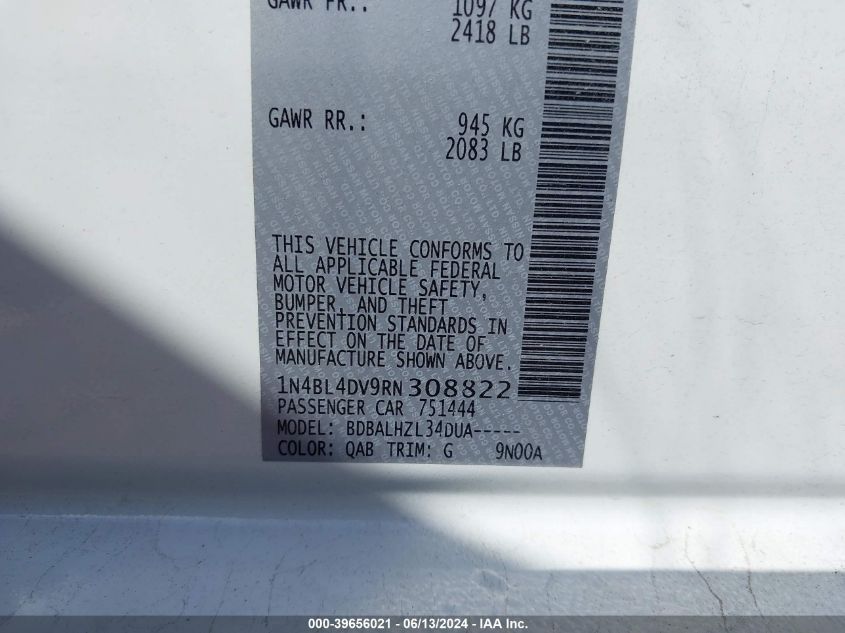 GAWR FR.: 1097 KG
2418 LB
GAWR RR.: 945 KG
2083 LB
THIS VEHICLE CONFORMS TO
ALL APPLICABLE FEDERAL
MOTOR VEHICLE SAFETY,
BUMPER, AND THEFT
PREVENTION STANDARDS IN
EFFECT ON THE DATE OF
MANUFACTURE SHOWN ABOVE.
1N4BL4DV9RN308822
PASSENGER CAR 751444
MODEL: BDBALHZL34DUA-----
COLOR: QAB TRIM: G 9N00A
000-39656021 - 06/13/2024 - IAA Inc.